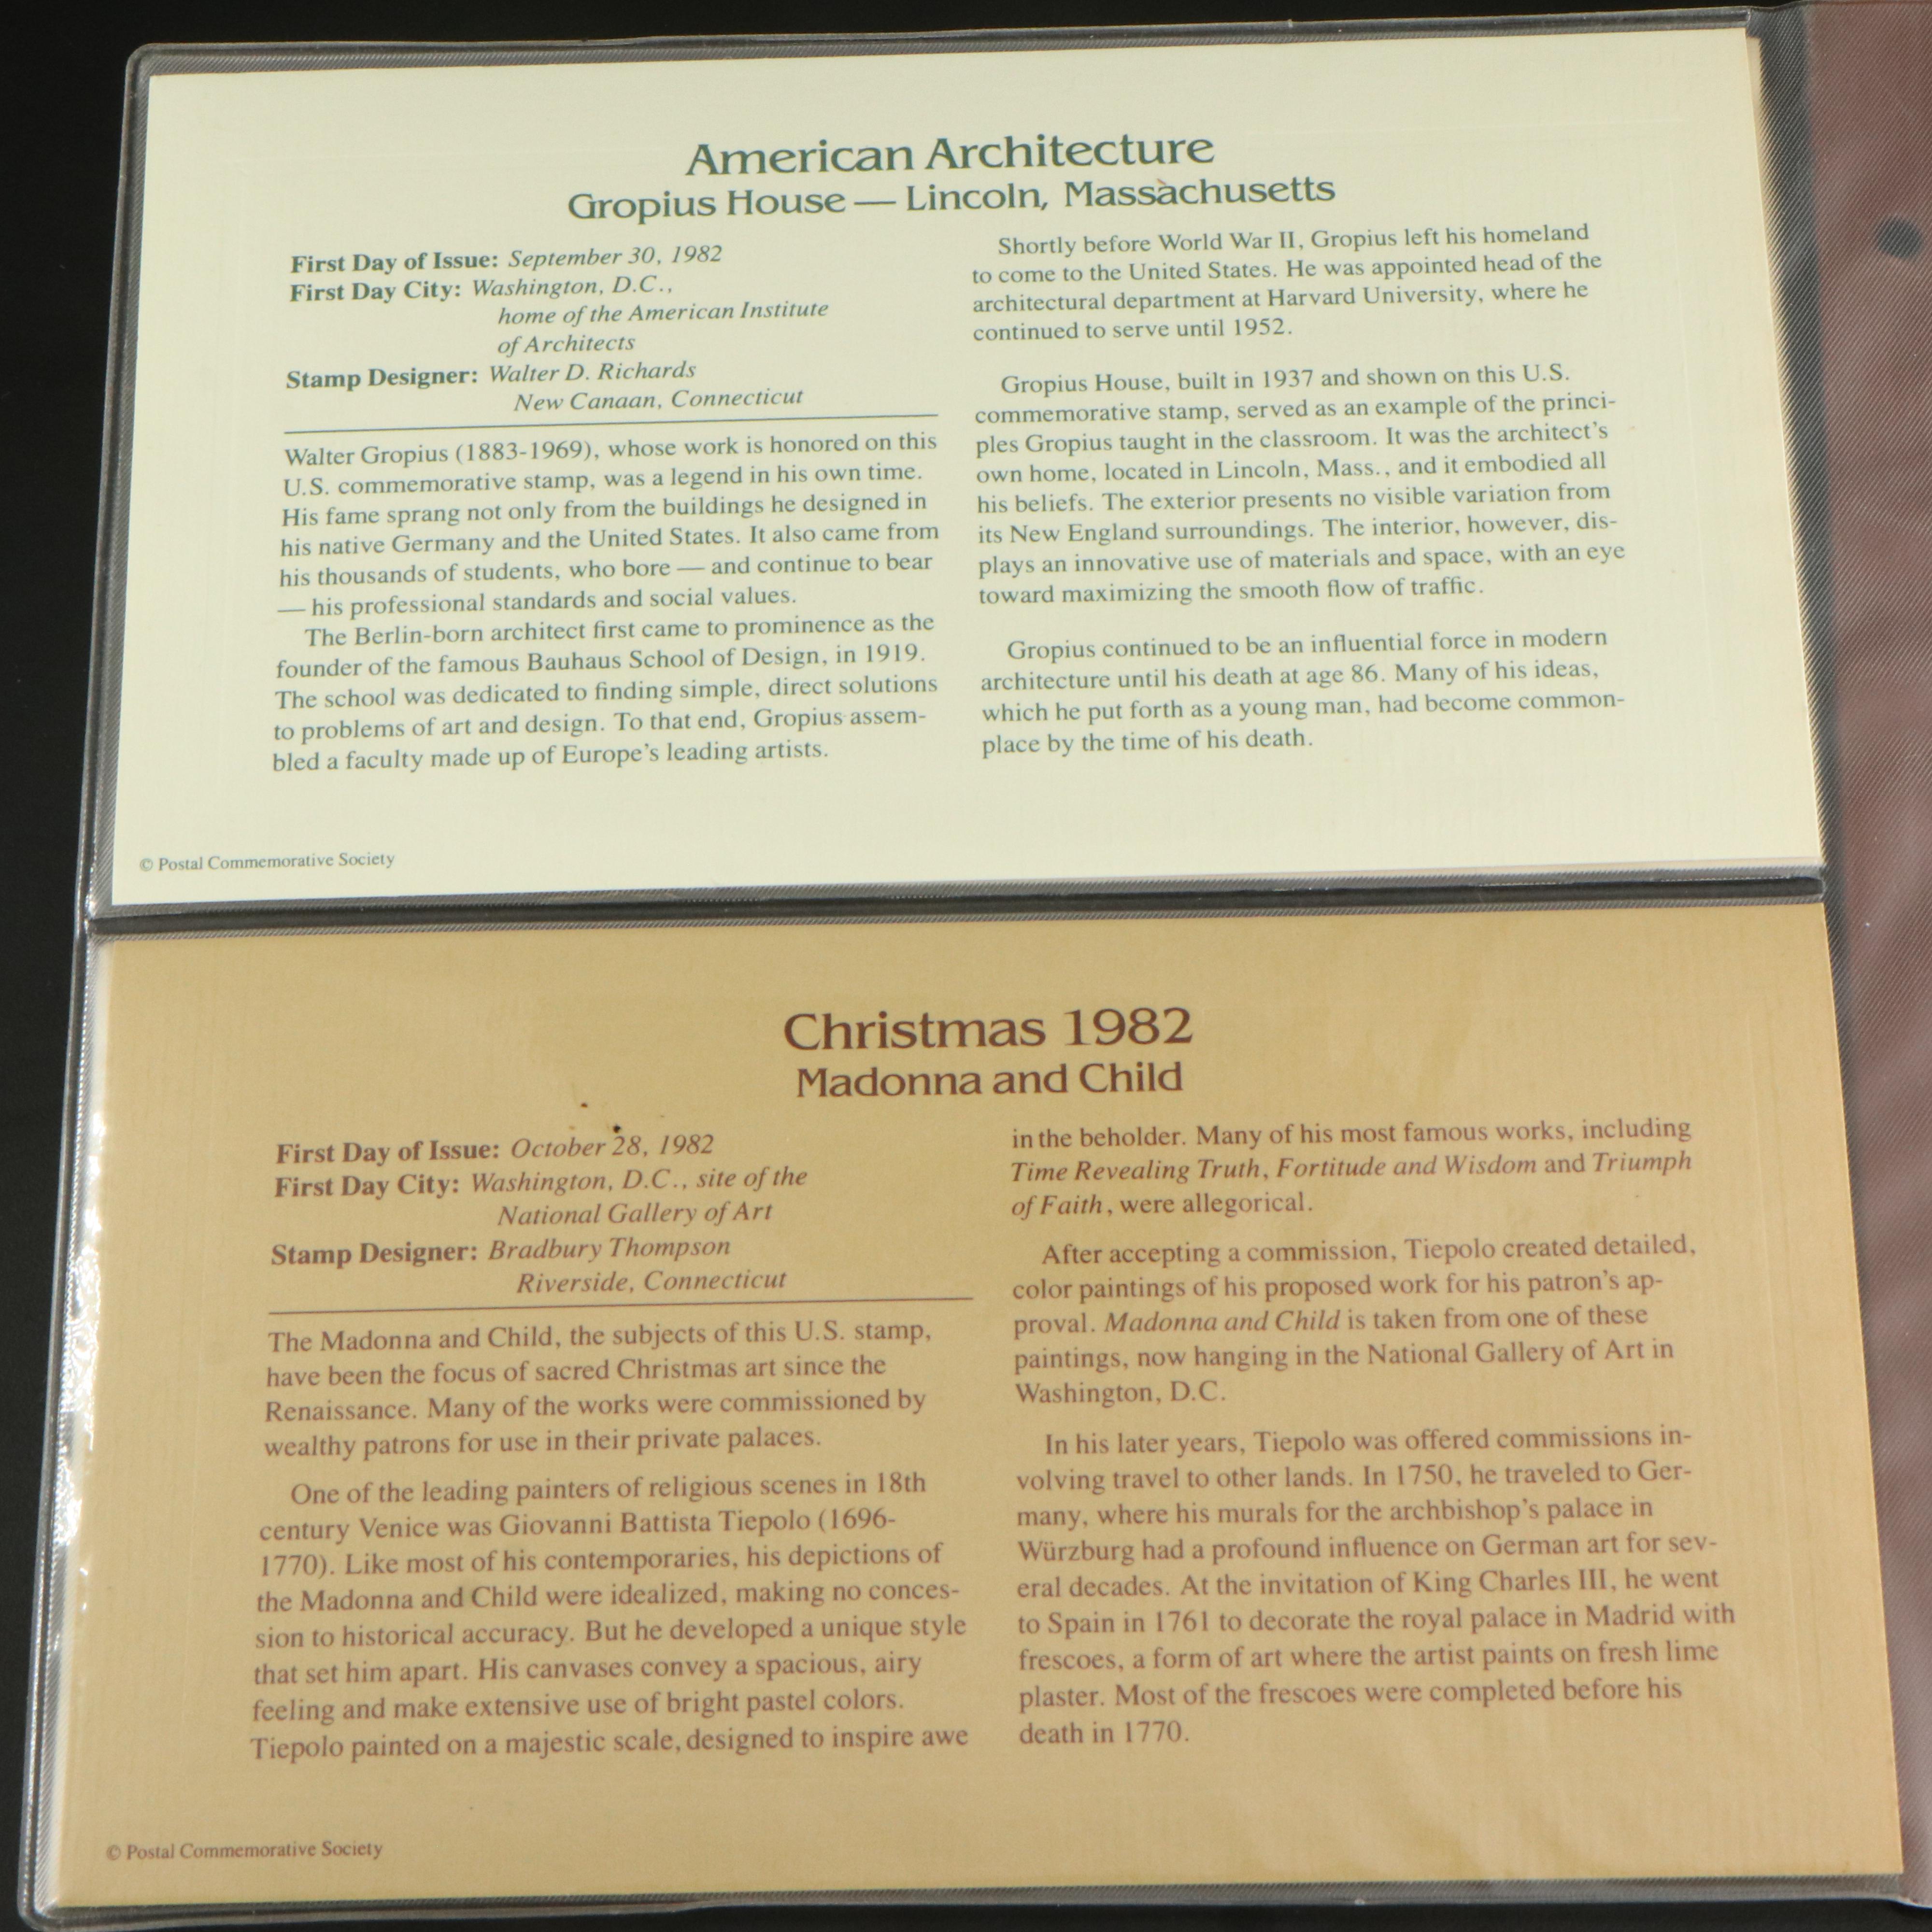 American Architecture
Gropius House — Lincoln, Massachusetts
First Day of Issue: September 30, 1982
First Day City: Washington, D.C.,
home of the American Institute
of Architects
Stamp Designer: Walter D. Richards
New Canaan, Connecticut
Walter Gropius (1883-1969), whose work is honored on this
U.S. commemorative stamp, was a legend in his own time.
His fame sprang not only from the buildings he designed in
his native Germany and the United States. It also came from
his thousands of students, who bore — and continue to bear
— his professional standards and social values.
The Berlin-born architect first came to prominence as the
founder of the famous Bauhaus School of Design, in 1919.
The school was dedicated to finding simple, direct solutions
to problems of art and design. To that end, Gropius assem-
bled a faculty made up of Europe's leading artists.
Shortly before World War II, Gropius left his homeland
to come to the United States. He was appointed head of the
architectural department at Harvard University, where he
continued to serve until 1952.
Gropius House, built in 1937 and shown on this U.S.
commemorative stamp, served as an example of the princi-
ples Gropius taught in the classroom. It was the architect's
own home, located in Lincoln, Mass., and it embodied all
his beliefs. The exterior presents no visible variation from
its New England surroundings. The interior, however, dis-
plays an innovative use of materials and space, with an eye
toward maximizing the smooth flow of traffic.
Gropius continued to be an influential force in modern
architecture until his death at age 86. Many of his ideas,
which he put forth as a young man, had become common-
place by the time of his death.
© Postal Commemorative Society
Christmas 1982
Madonna and Child
First Day of Issue: October 28, 1982
First Day City: Washington, D.C., site of the
National Gallery of Art
Stamp Designer: Bradbury Thompson
Riverside, Connecticut
The Madonna and Child, the subjects of this U.S. stamp,
have been the focus of sacred Christmas art since the
Renaissance. Many of the works were commissioned by
wealthy patrons for use in their private palaces.
One of the leading painters of religious scenes in 18th
century Venice was Giovanni Battista Tiepolo (1696-
1770). Like most of his contemporaries, his depictions of
the Madonna and Child were idealized, making no conces-
sion to historical accuracy. But he developed a unique style
that set him apart. His canvases convey a spacious, airy
feeling and make extensive use of bright pastel colors.
Tiepolo painted on a majestic scale, designed to inspire awe
in the beholder. Many of his most famous works, including
Time Revealing Truth, Fortitude and Wisdom and Triumph
of Faith, were allegorical.
After accepting a commission, Tiepolo created detailed,
color paintings of his proposed work for his patron's ap-
proval. Madonna and Child is taken from one of these
paintings, now hanging in the National Gallery of Art in
Washington, D.C.
In his later years, Tiepolo was offered commissions in-
volving travel to other lands. In 1750, he traveled to Ger-
many, where his murals for the archbishop's palace in
Würzburg had a profound influence on German art for sev-
eral decades. At the invitation of King Charles III, he went
to Spain in 1761 to decorate the royal palace in Madrid with
frescoes, a form of art where the artist paints on fresh lime
plaster. Most of the frescoes were completed before his
death in 1770.
© Postal Commemorative Society